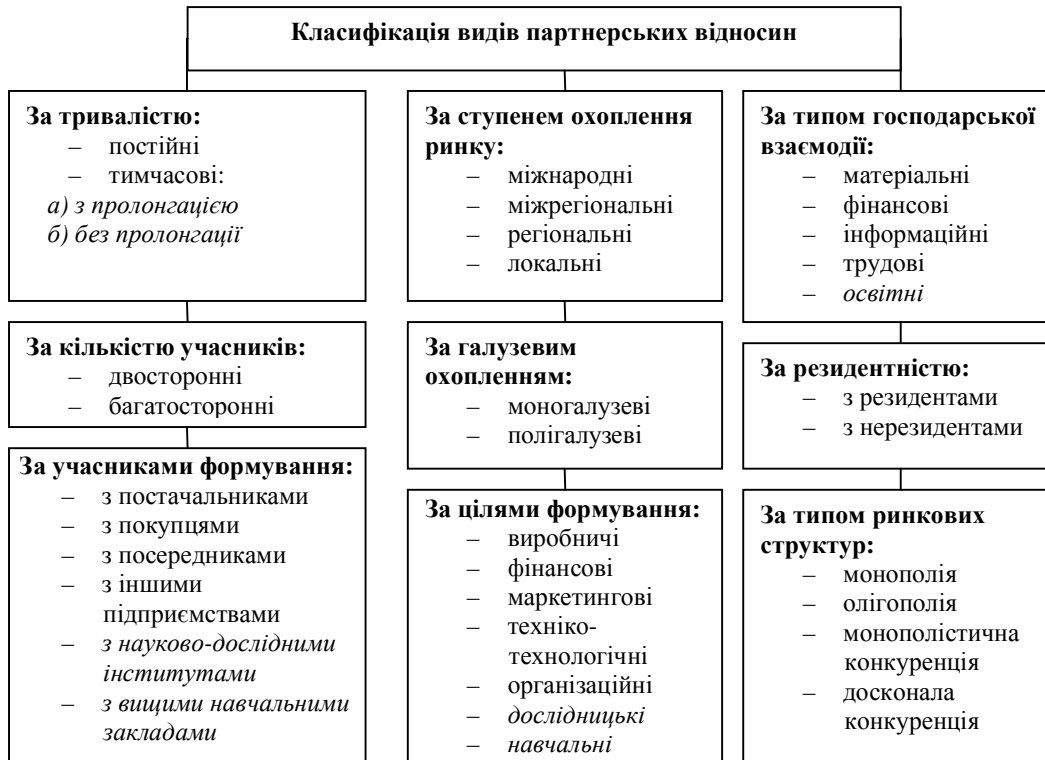 Класифікація видів партнерських відносин
За тривалістю:
– постійні
– тимчасові:
а) з пролонгацією
б) без пролонгації
За кількістю учасників:
– двосторонні
– багатосторонні
За учасниками формування:
– з постачальниками
– з покупцями
– з посередниками
– з іншими
підприємствами
– з науково-дослідними
інститутами
– з вищими навчальними
закладами
За ступенем охоплення
ринку:
– міжнародні
– міжрегіональні
– регіональні
– локальні
За галузевим
охопленням:
– моногалузеві
– полігалузеві
За цілями формування:
– виробничі
– фінансові
– маркетингові
– техніко-
технологічні
– організаційні
– дослідницькі
– навчальні
За типом господарської
взаємодії:
– матеріальні
– фінансові
– інформаційні
– трудові
– освітні
За резидентністю:
– з резидентами
– з нерезидентами
За типом ринкових
структур:
– монополія
– олігополія
– монополістична
конкуренція
– досконала
конкуренція